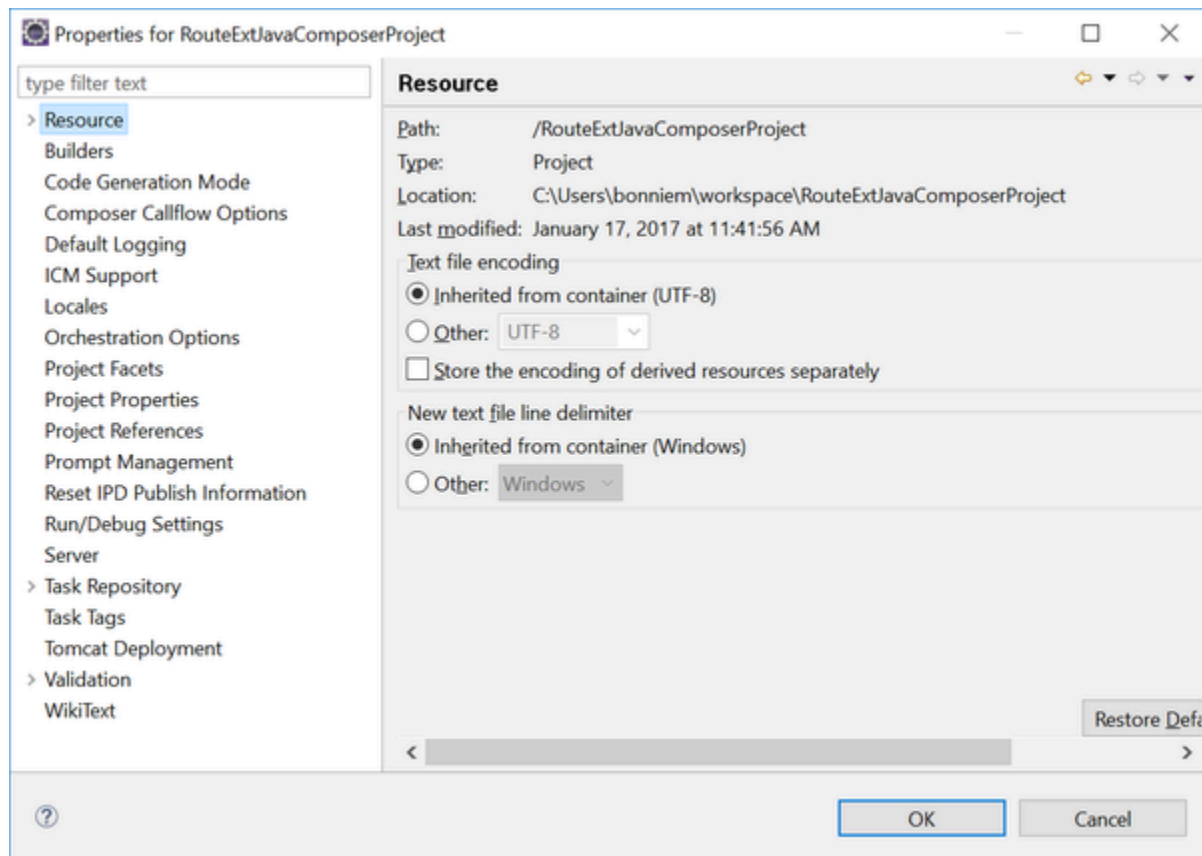 Properties for RouteExtJavaComposerProject
type filter text
Resource
Builders
Code Generation Mode
Composer Callflow Options
Default Logging
ICM Support
Locales
Orchestration Options
Project Facets
Project Properties
Project References
Prompt Management
Reset IPD Publish Information
Run/Debug Settings
Server
Task Repository
Task Tags
Tomcat Deployment
Validation
WikiText
Resource
Path: /RouteExtJavaComposerProject
Type: Project
Location: C:\Users\bonniem\workspace\RouteExtJavaComposerProject
Last modified: January 17, 2017 at 11:41:56 AM
Text file encoding
Inherited from container (UTF-8)
Other: UTF-8
Store the encoding of derived resources separately
New text file line delimiter
Inherited from container (Windows)
Other: Windows
Restore Defa
OK Cancel